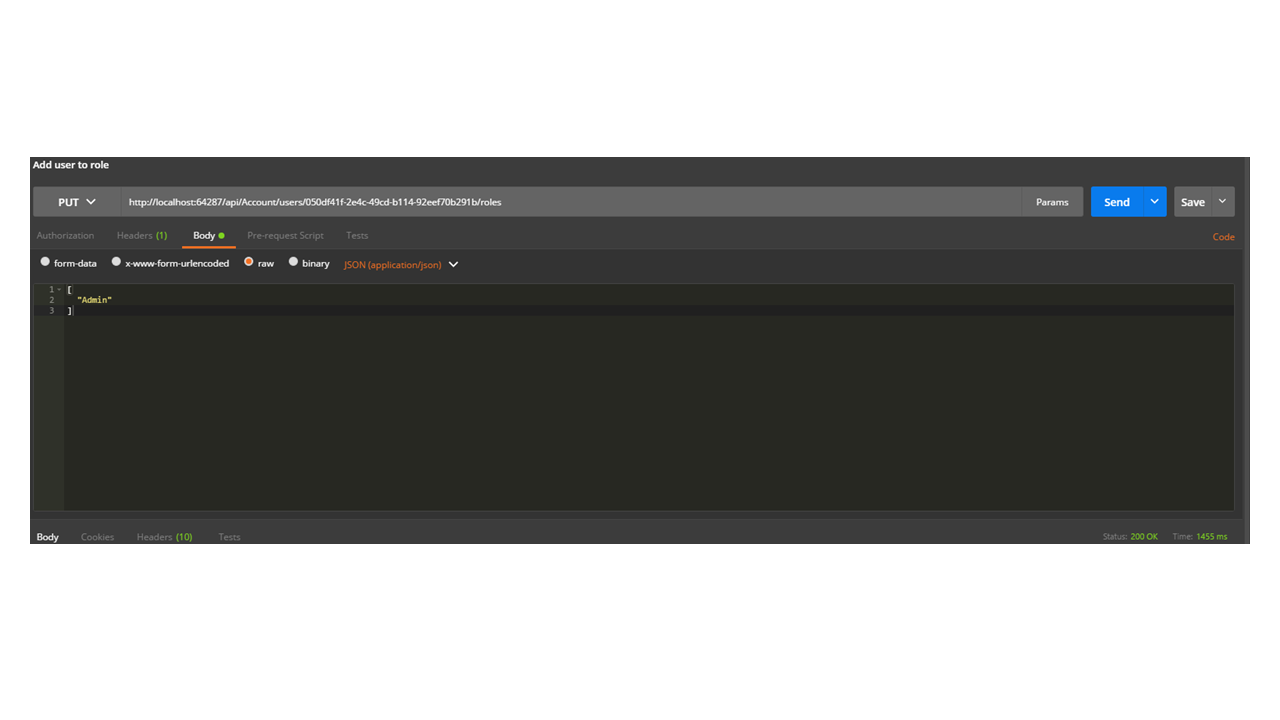 Add user to role
PUT http://localhost:64287/api/Account/users/050df41f-2e4c-49cd-b114-92eef70b291b/roles Params Send Save
Authorization Headers (1) Body Pre-request Script Tests Code
form-data x-www-form-urlencoded raw binary JSON (application/json)
1 [
2 "Admin"
3 ]
Body Cookies Headers (10) Tests Status: 200 OK Time: 1455 ms